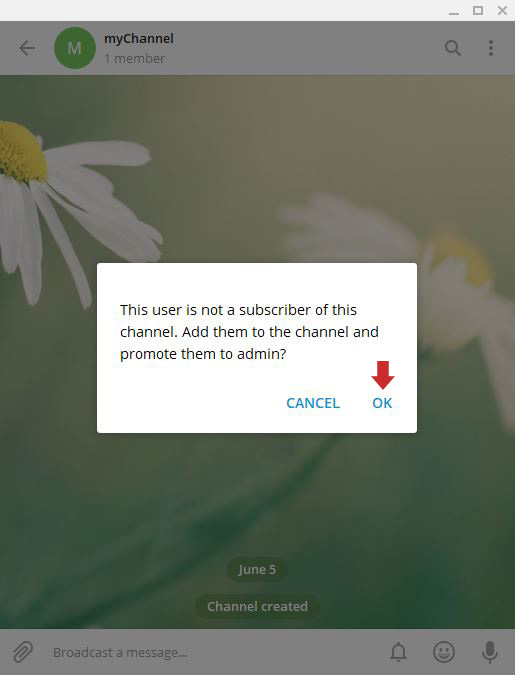 M
myChannel
1 member
This user is not a subscriber of this
channel. Add them to the channel and
promote them to admin?
CANCEL OK
June 5
Channel created
Broadcast a message...